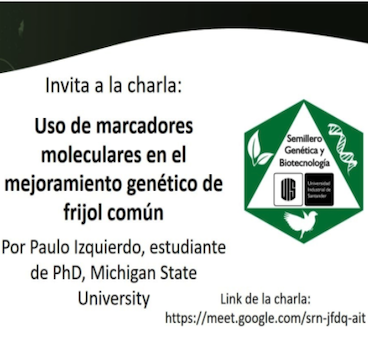 Invita a la charla:
Uso de marcadores
moleculares en el
mejoramiento genético de
frijol común
Por Paulo Izquierdo, estudiante
de PhD, Michigan State
University
Semillero
Genética y
Biotecnología
UIS
Universidad
Industrial de
Santander
Link de la charla:
https://meet.google.com/srn-jfdq-ait